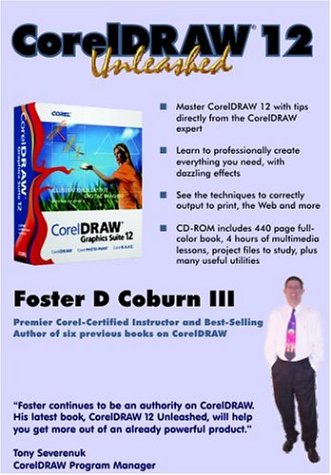 CorelDRAW® 12
Unleashed
Master CorelDRAW 12 with tips
directly from the CorelDRAW
expert
Learn to professionally create
everything you need, with
dazzling effects
See the techniques to correctly
output to print, the Web and more
CD-ROM includes 440 page full-
color book, 4 hours of multimedia
lessons, project files to study, plus
many useful utilities
COREL
CorelDRAW
Graphics Suite 12
Foster D Coburn III
Premier Corel-Certified Instructor and Best-Selling
Author of six previous books on CorelDRAW
"Foster continues to be an authority on CorelDRAW.
His latest book, CorelDRAW 12 Unleashed, will help
you get more out of an already powerful product."
Tony Severenuk
CorelDRAW Program Manager